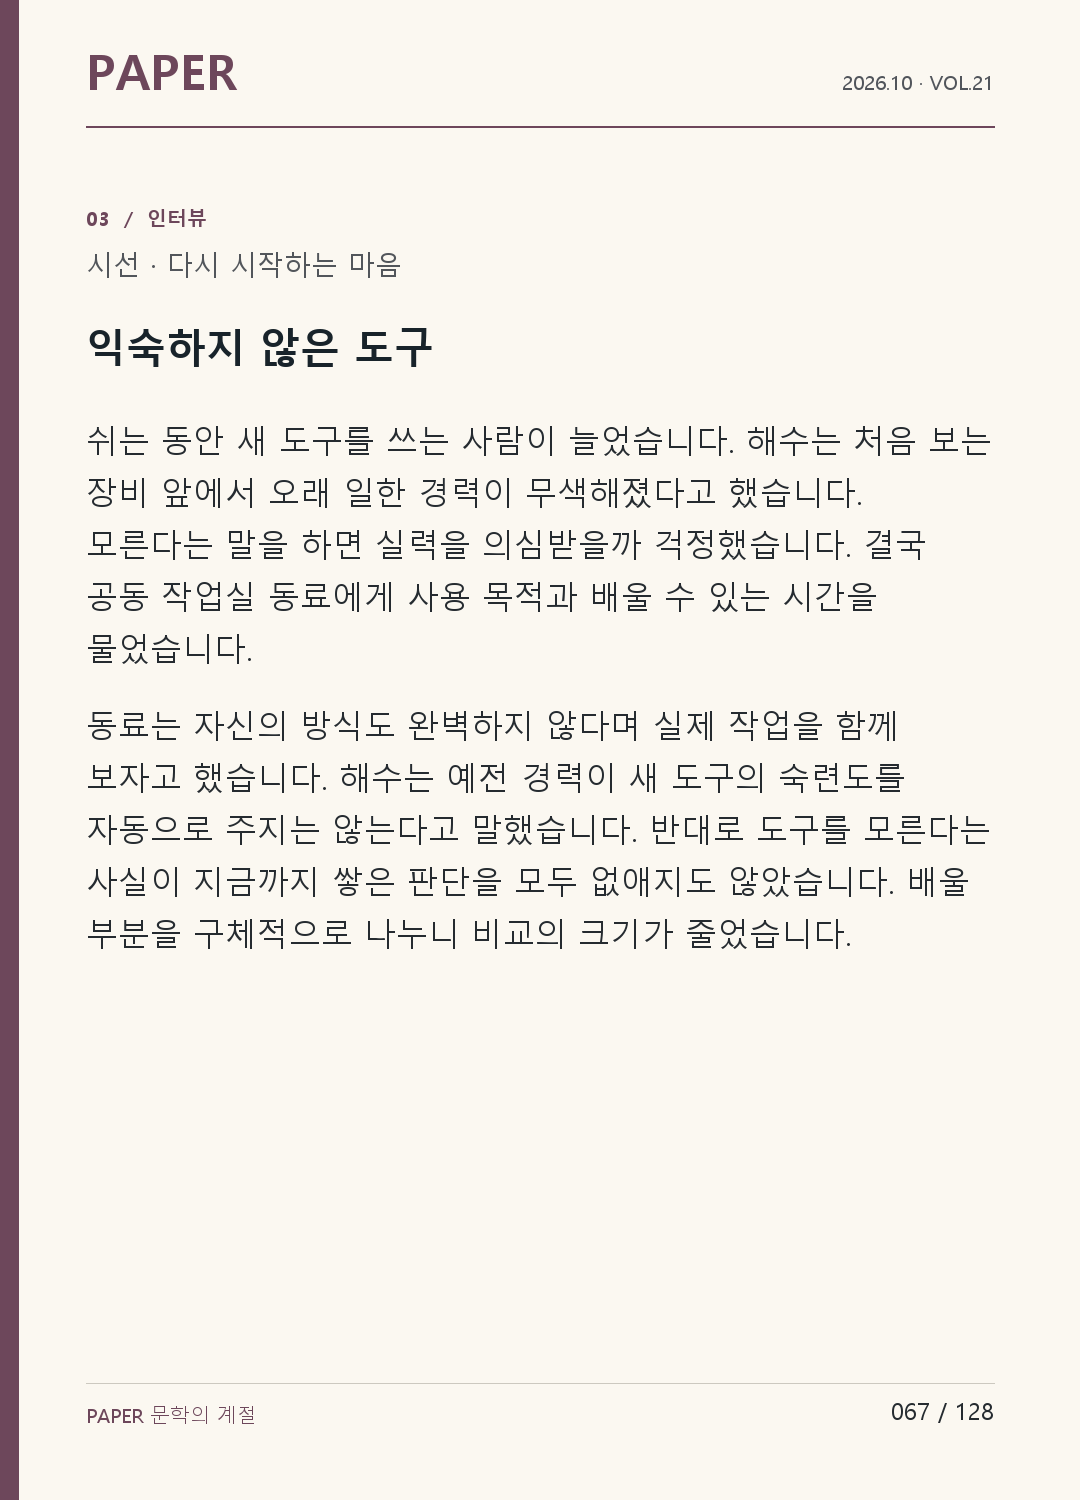 PAPER
2026.10 · VOL.21
03 / 인터뷰
시선 · 다시 시작하는 마음
익숙하지 않은 도구
쉬는 동안 새 도구를 쓰는 사람이 늘었습니다. 해수는 처음 보는
장비 앞에서 오래 일한 경력이 무색해졌다고 했습니다.
모른다는 말을 하면 실력을 의심받을까 걱정했습니다. 결국
공동 작업실 동료에게 사용 목적과 배울 수 있는 시간을
물었습니다.
동료는 자신의 방식도 완벽하지 않다며 실제 작업을 함께
보자고 했습니다. 해수는 예전 경력이 새 도구의 숙련도를
자동으로 주지는 않는다고 말했습니다. 반대로 도구를 모른다는
사실이 지금까지 쌓은 판단을 모두 없애지도 않았습니다. 배울
부분을 구체적으로 나누니 비교의 크기가 줄었습니다.
PAPER 문학의 계절
067 / 128